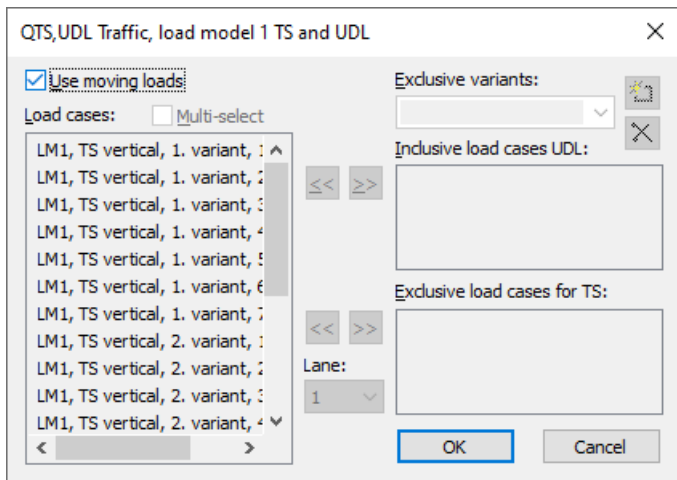 QTS,UDL Traffic, load model 1 TS and UDL
Use moving loads
Load cases:
Multi-select
LM1, TS vertical, 1. variant, 1
LM1, TS vertical, 1. variant, 2
LM1, TS vertical, 1. variant, 3
LM1, TS vertical, 1. variant, 4
LM1, TS vertical, 1. variant, 5
LM1, TS vertical, 1. variant, 6
LM1, TS vertical, 1. variant, 7
LM1, TS vertical, 2. variant, 1
LM1, TS vertical, 2. variant, 2
LM1, TS vertical, 2. variant, 3
LM1, TS vertical, 2. variant, 4
<< >>
<< >>
Lane:
1
Exclusive variants:
Inclusive load cases UDL:
Exclusive load cases for TS:
OK
Cancel